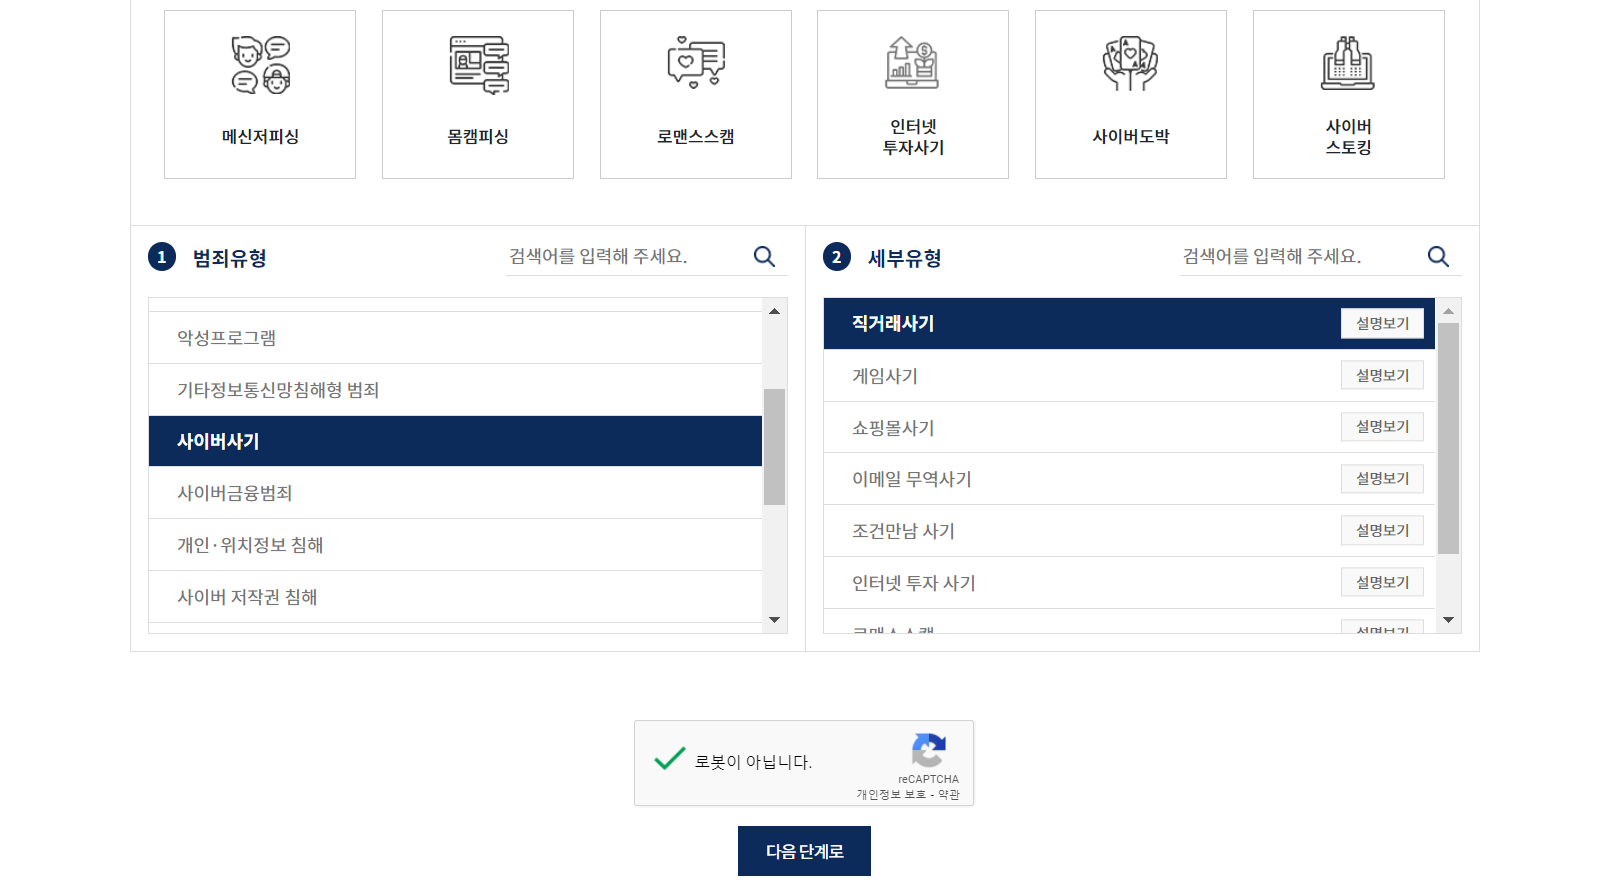 메신저피싱
몸캠피싱
로맨스스캠
인터넷
투자사기
사이버도박
사이버
스토킹
1 범죄유형
검색어를 입력해 주세요.
악성프로그램
기타정보통신망침해형 범죄
사이버사기
사이버금융범죄
개인·위치정보 침해
사이버 저작권 침해
2 세부유형
검색어를 입력해 주세요.
직거래사기 설명보기
게임사기 설명보기
쇼핑몰사기 설명보기
이메일 무역사기 설명보기
조건만남 사기 설명보기
인터넷 투자 사기 설명보기
로맨스스캠 설명보기
로봇이 아닙니다.
reCAPTCHA
개인정보 보호 - 약관
다음 단계로